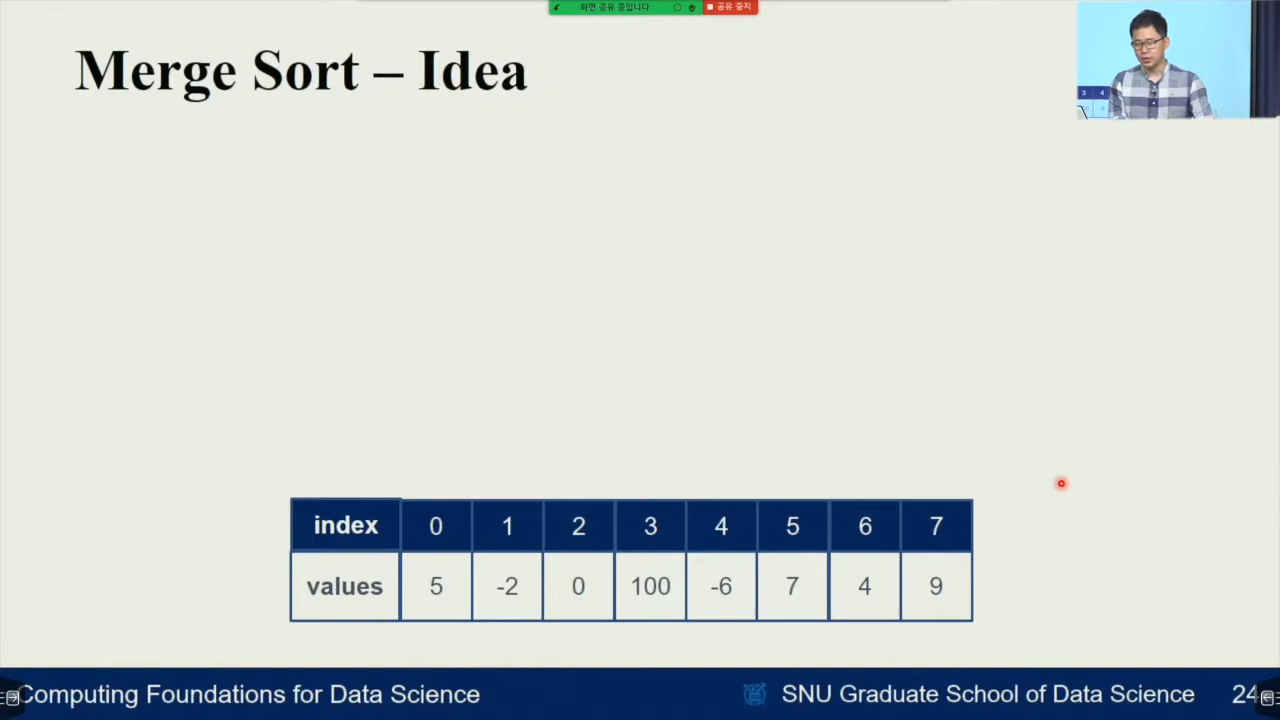 화면 공유 중입니다 공유 중지
Merge Sort – Idea
3 4
index 0 1 2 3 4 5 6 7
values 5 -2 0 100 -6 7 4 9
Computing Foundations for Data Science SNU Graduate School of Data Science 24